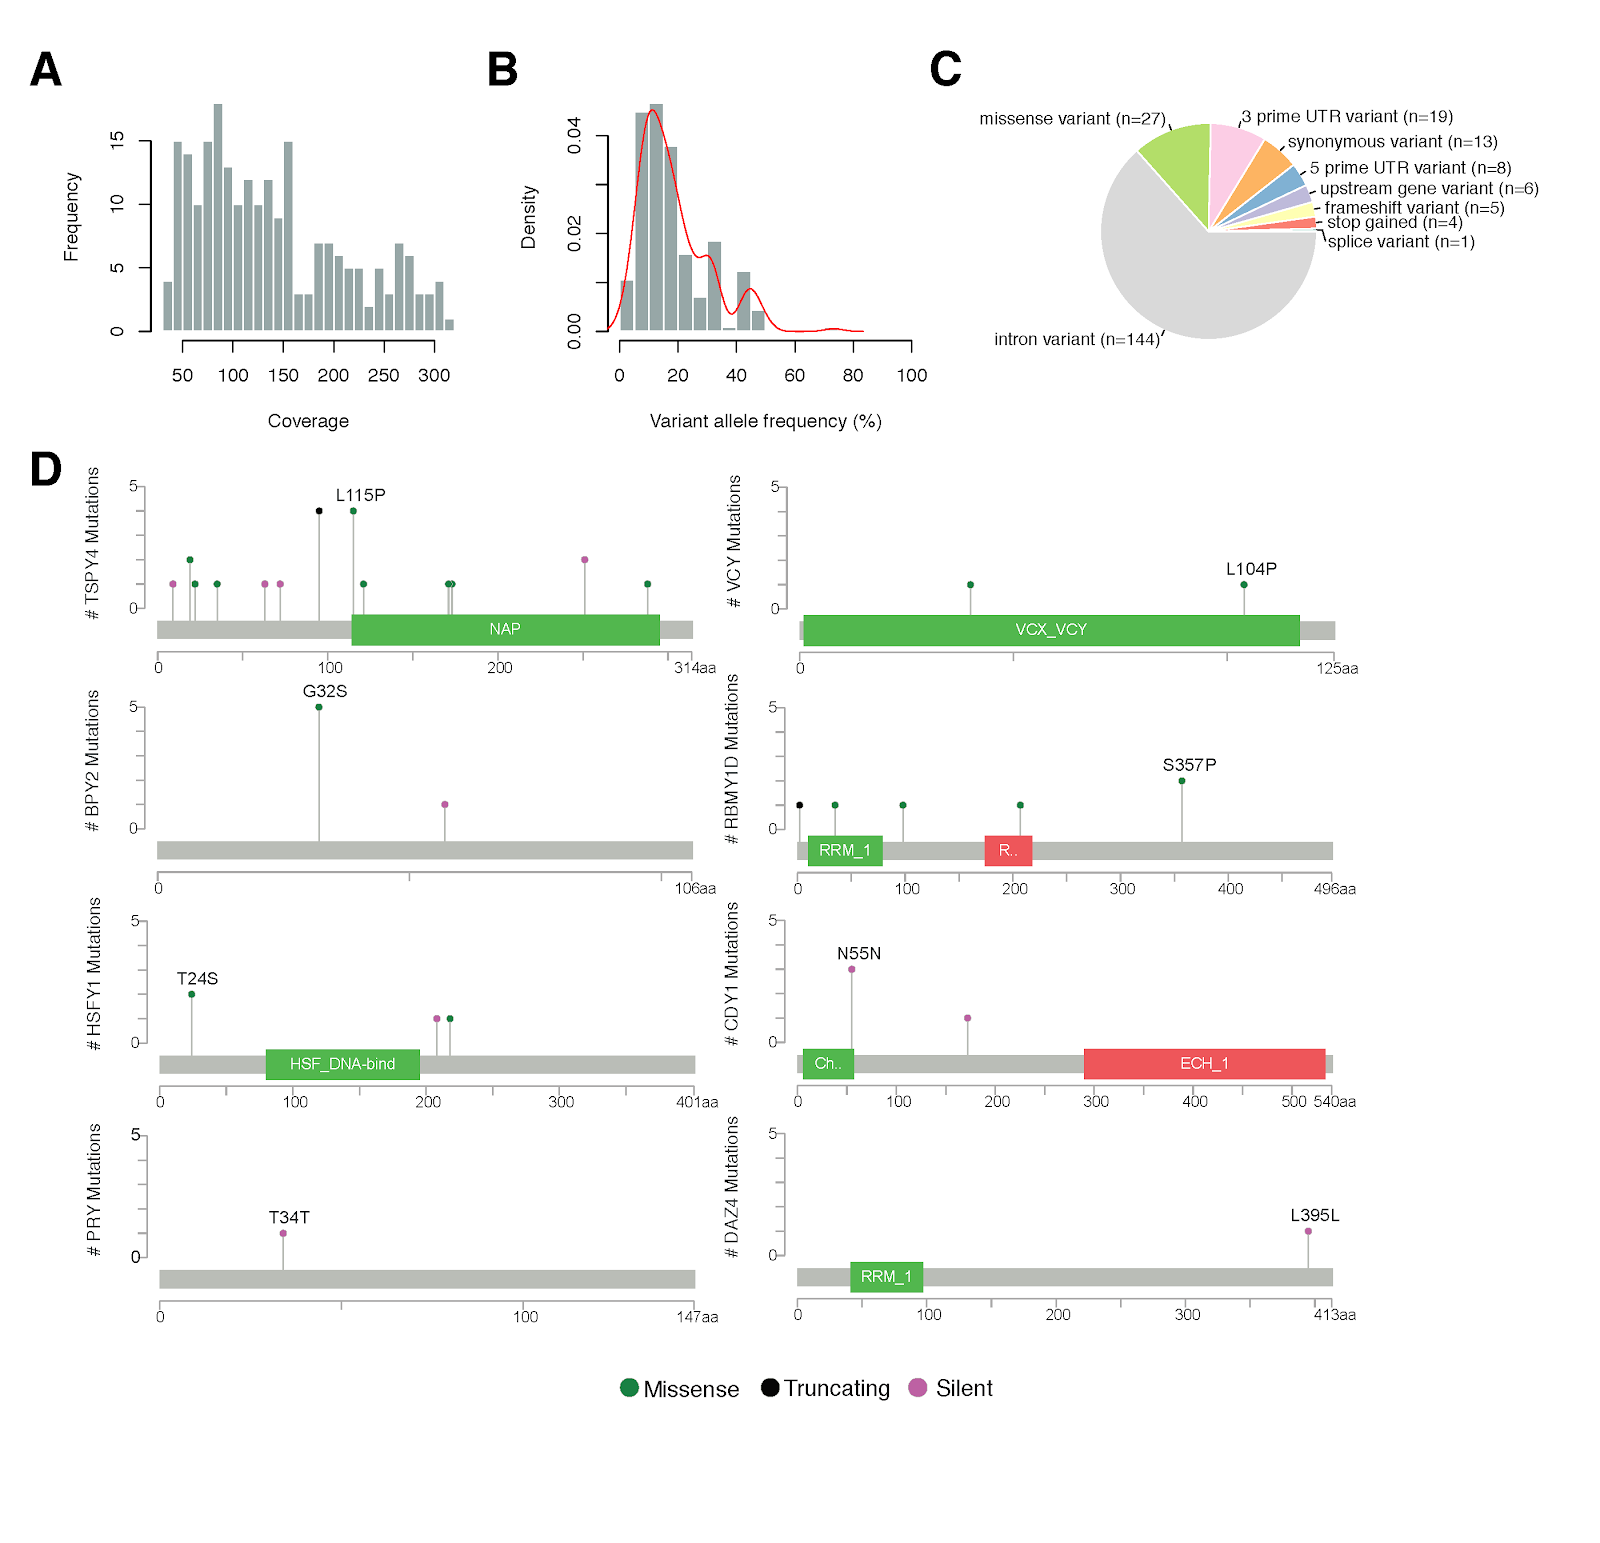 A
Frequency
15
10
5
0
50 100 150 200 250 300
Coverage
B
Density
0.04
0.02
0.00
0 20 40 60 80 100
Variant allele frequency (%)
C
missense variant (n=27)
3 prime UTR variant (n=19)
synonymous variant (n=13)
5 prime UTR variant (n=8)
upstream gene variant (n=6)
frameshift variant (n=5)
stop gained (n=4)
splice variant (n=1)
intron variant (n=144)
D
# TSPY4 Mutations
5
0
L115P
NAP
0 100 200 314aa
# VCY Mutations
5
0
L104P
VCX_VCY
0 125aa
# BPY2 Mutations
5
0
G32S
0 106aa
# RBMY1D Mutations
5
0
S357P
RRM_1 R..
0 100 200 300 400 496aa
# HSFY1 Mutations
5
0
T24S
HSF_DNA-bind
0 100 200 300 401aa
# CDY1 Mutations
5
0
N55N
Ch.. ECH_1
0 100 200 300 400 500 540aa
# PRY Mutations
5
0
T34T
0 100 147aa
# DAZ4 Mutations
5
0
L395L
RRM_1
0 100 200 300 413aa
Missense Truncating Silent